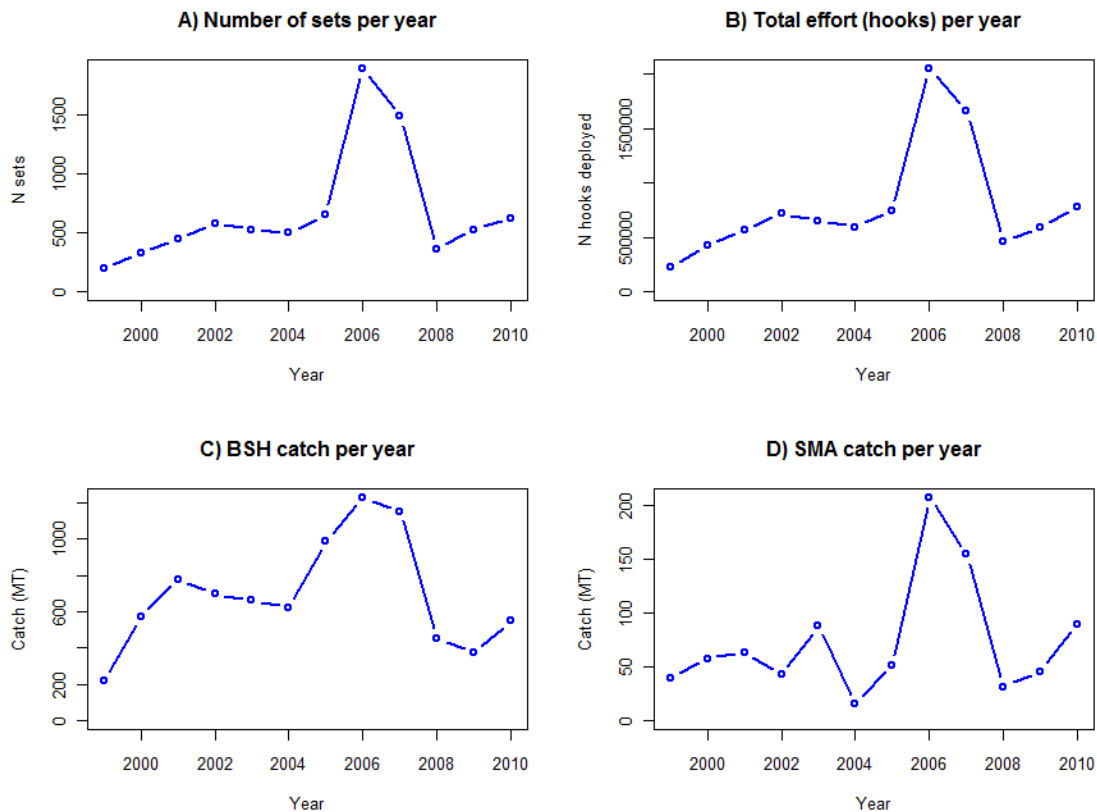 A) Number of sets per year
N sets
1500
1000
500
0
2000 2002 2004 2006 2008 2010
Year
B) Total effort (hooks) per year
N hooks deployed
1500000
500000
0
2000 2002 2004 2006 2008 2010
Year
C) BSH catch per year
Catch (MT)
1000
600
200
0
2000 2002 2004 2006 2008 2010
Year
D) SMA catch per year
Catch (MT)
200
150
100
50
0
2000 2002 2004 2006 2008 2010
Year